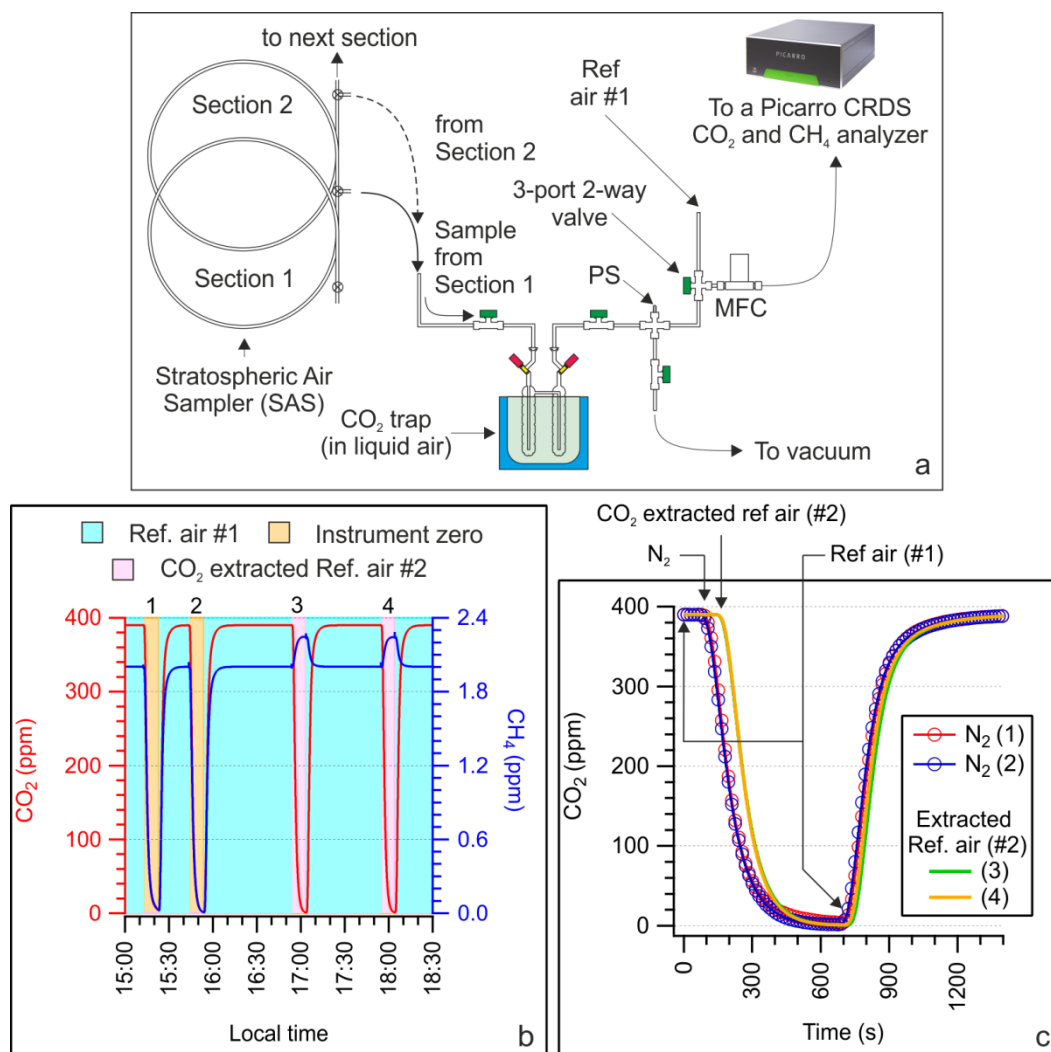 to next section
Section 2
Section 1
from
Section 2
Sample
from
Section 1
Stratospheric Air
Sampler (SAS)
CO₂ trap
(in liquid air)
Ref
air #1
3-port 2-way
valve
PS
MFC
PICARRO
To a Picarro CRDS
CO₂ and CH₄ analyzer
To vacuum
a
Ref. air #1
Instrument zero
CO₂ extracted Ref. air #2
1 2 3 4
CO₂ (ppm)
400
300
200
100
0
CH₄ (ppm)
2.4
1.8
1.2
0.6
0.0
15:00
15:30
16:00
16:30
17:00
17:30
18:00
18:30
Local time
b
CO₂ extracted ref air (#2)
N₂
Ref air (#1)
CO₂ (ppm)
400
300
200
100
0
N₂ (1)
N₂ (2)
Extracted
Ref. air (#2)
(3)
(4)
0
300
600
900
1200
Time (s)
c